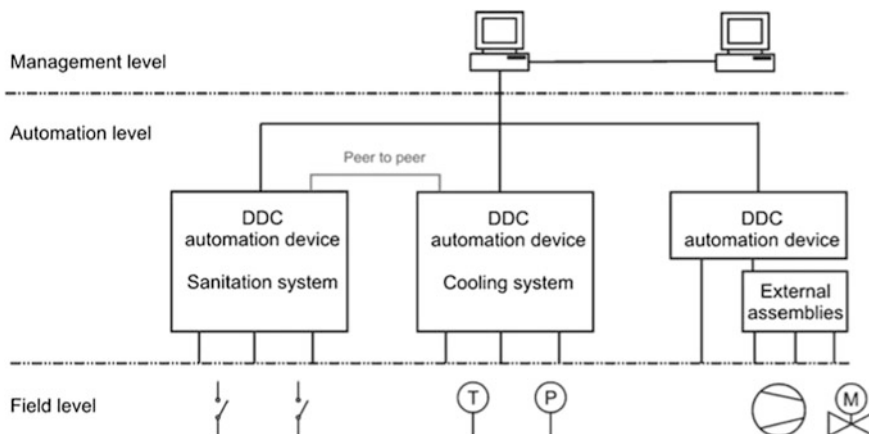 Management level
Automation level
Peer to peer
DDC
automation device
Sanitation system
DDC
automation device
Cooling system
DDC
automation device
External
assemblies
Field level
T
P
M